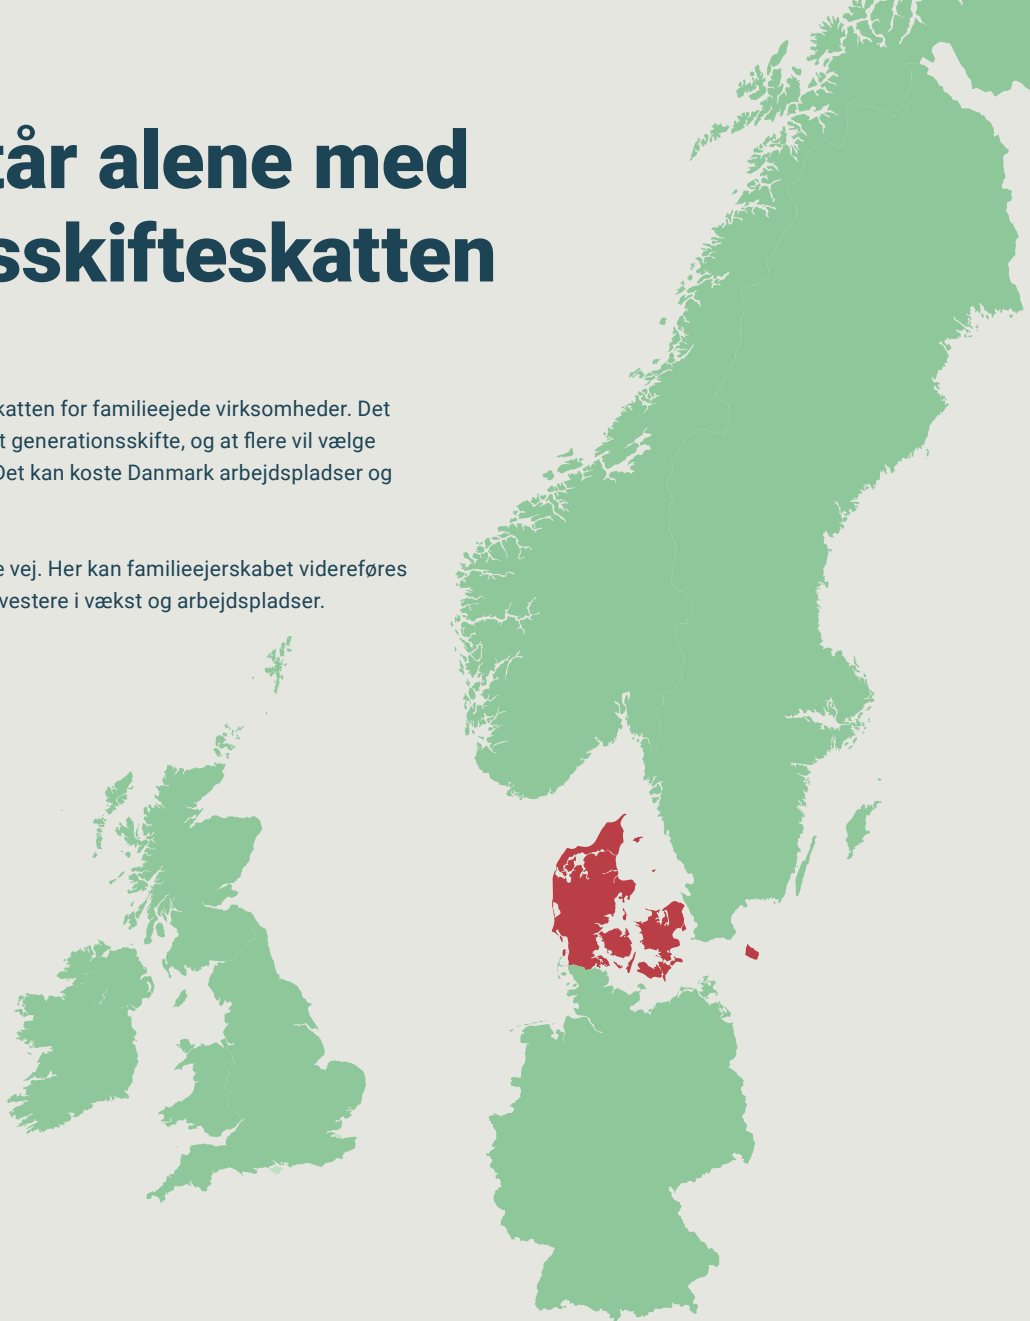 tår alene med
sskifteskatten
katten for familieejede virksomheder. Det
t generationsskifte, og at flere vil vælge
Det kan koste Danmark arbejdspladser og
e vej. Her kan familieejerskabet videreføres
vestere i vækst og arbejdspladser.